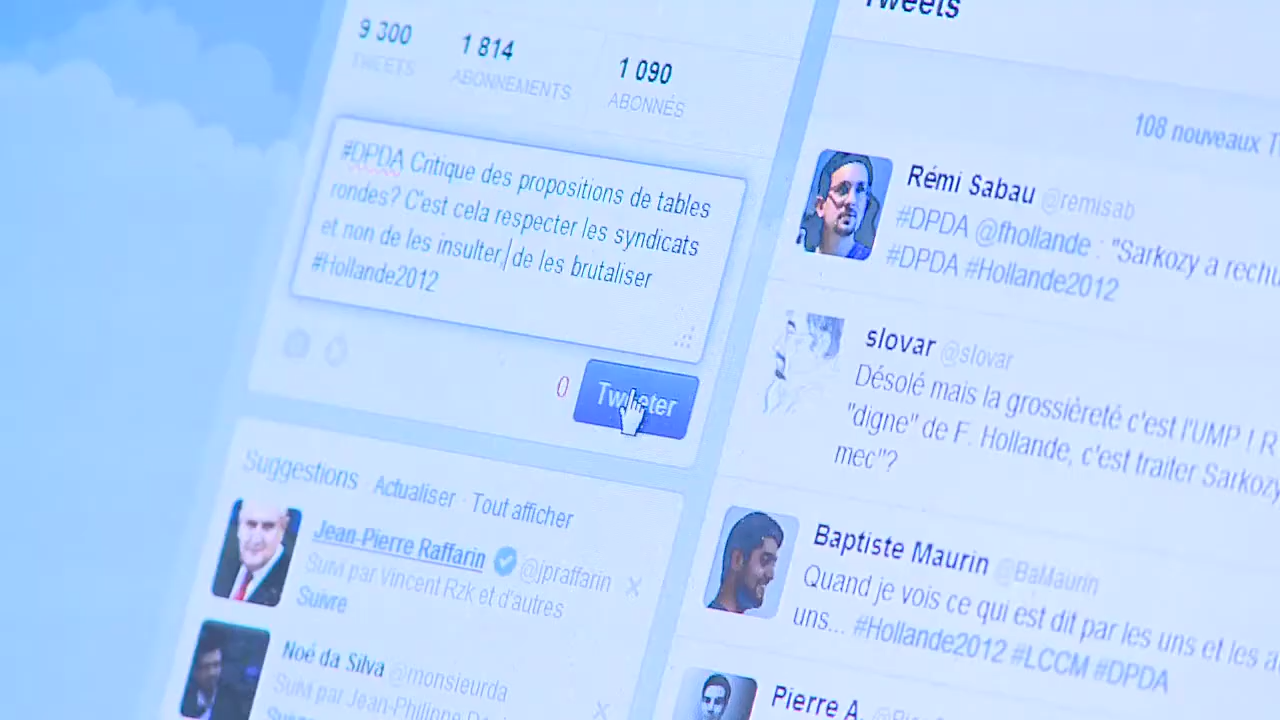 9 300
TWEETS
1 814
ABONNEMENTS
1 090
ABONNÉS
#DPDA Critique des propositions de tables
rondes? C'est cela respecter les syndicats
et non de les insulter, de les brutaliser
#Hollande2012
0
Tweeter
Suggestions · Actualiser · Tout afficher
Jean-Pierre Raffarin @jpraffarin
Suivi par Vincent Rzk et d'autres
Suivre
Noé da Silva @monsieurda
Suivi par Jean-Philippe
Tweets
108 nouveaux
Rémi Sabau @remisab
#DPDA @fhollande : "Sarkozy a rechu
#DPDA #Hollande2012
slovar @slovar
Désolé mais la grossièreté c'est l'UMP ! R
"digne" de F. Hollande, c'est traiter Sarkozy
mec"?
Baptiste Maurin @BaMaurin
Quand je vois ce qui est dit par les uns et les a
uns... #Hollande2012 #LCCM #DPDA
Pierre A.